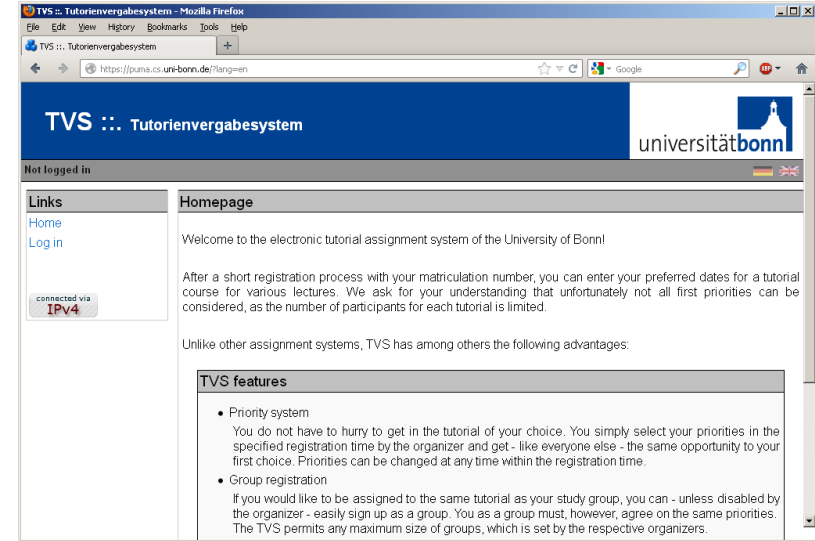 TVS ::. Tutorienvergabesystem - Mozilla Firefox
File Edit View History Bookmarks Tools Help
TVS ::. Tutorienvergabesystem +
https://puma.cs.uni-bonn.de/?lang=en
Google
ABP
TVS ::. Tutorienvergabesystem
universitätbonn
Not logged in
Links
Home
Log in
connected via
IPv4
Homepage
Welcome to the electronic tutorial assignment system of the University of Bonn!
After a short registration process with your matriculation number, you can enter your preferred dates for a tutorial
course for various lectures. We ask for your understanding that unfortunately not all first priorities can be
considered, as the number of participants for each tutorial is limited.
Unlike other assignment systems, TVS has among others the following advantages:
TVS features
• Priority system
You do not have to hurry to get in the tutorial of your choice. You simply select your priorities in the
specified registration time by the organizer and get - like everyone else - the same opportunity to your
first choice. Priorities can be changed at any time within the registration time.
• Group registration
If you would like to be assigned to the same tutorial as your study group, you can - unless disabled by
the organizer - easily sign up as a group. You as a group must, however, agree on the same priorities.
The TVS permits any maximum size of groups, which is set by the respective organizers.